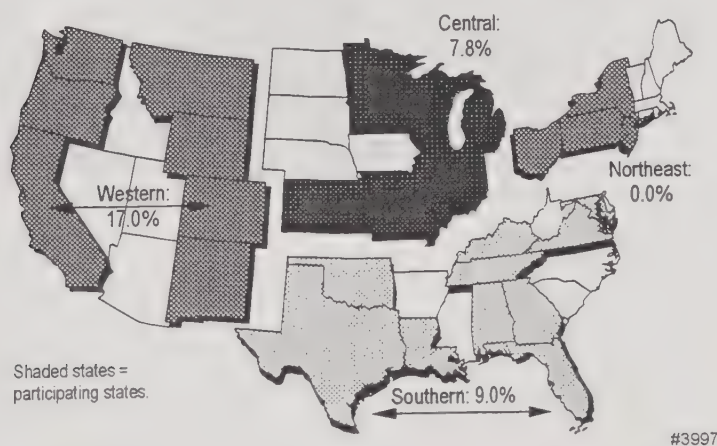 Central:
7.8%
Western:
17.0%
Northeast:
0.0%
Shaded states =
participating states.
Southern: 9.0%
#3997